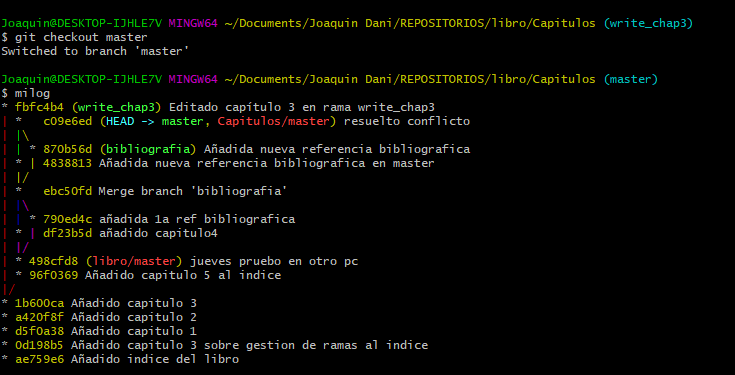 Joaquin@DESKTOP-IJHLE7V MINGW64 ~/Documents/Joaquin Dani/REPOSITORIOS/libro/Capitulos (write_chap3)
$ git checkout master
Switched to branch 'master'
Joaquin@DESKTOP-IJHLE7V MINGW64 ~/Documents/Joaquin Dani/REPOSITORIOS/libro/Capitulos (master)
$ milog
* fbfc4b4 (write_chap3) Editado capítulo 3 en rama write_chap3
| *   c09e6ed (HEAD -> master, Capitulos/master) resuelto conflicto
| |\
| | * 870b56d (bibliografia) Añadida nueva referencia bibliografica
| * | 4838813 Añadida nueva referencia bibliografica en master
| |/
| *   ebc50fd Merge branch 'bibliografia'
| |\
| | * 790ed4c añadida 1a ref bibliografica
| * | df23b5d añadido capitulo4
| |/
| * 498cfd8 (libro/master) jueves pruebo en otro pc
| * 96f0369 Añadido capitulo 5 al indice
|/
* 1b600ca Añadido capitulo 3
* a420f8f Añadido capitulo 2
* d5f0a38 Añadido capitulo 1
* 0d198b5 Añadido capitulo 3 sobre gestion de ramas al indice
* ae759e6 Añadido indice del libro